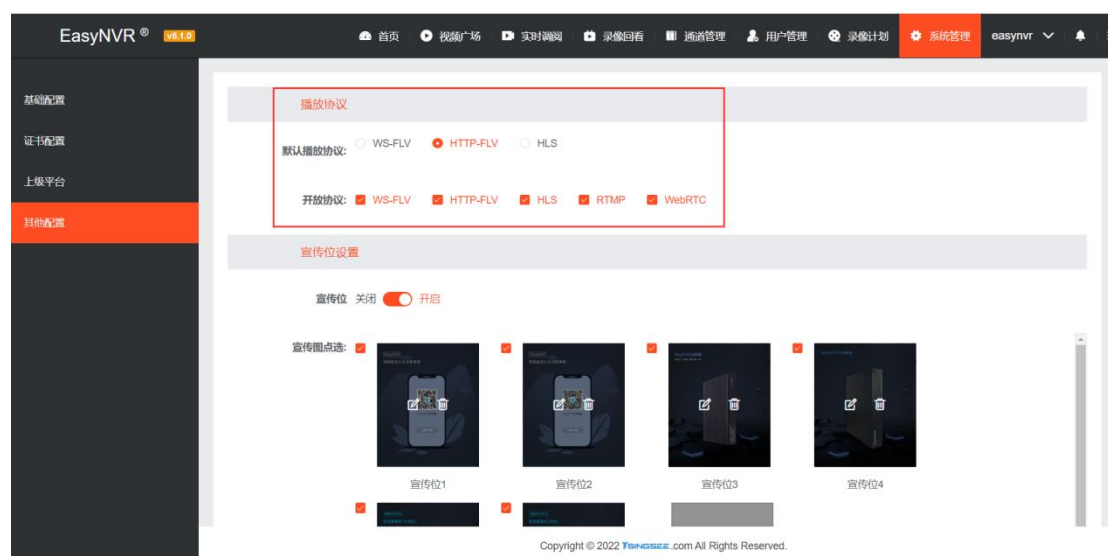 EasyNVR ® v5.1.0 首页 视频广场 实时调阅 录像回看 通道管理 用户管理 录像计划 系统管理 easynvr
基础配置
证书配置
上级平台
其他配置
播放协议
默认播放协议: WS-FLV HTTP-FLV HLS
开放协议: WS-FLV HTTP-FLV HLS RTMP WebRTC
宣传位设置
宣传位 关闭 开启
宣传图点选:
宣传位1 宣传位2 宣传位3 宣传位4
Copyright © 2022 TSINGSEE .com All Rights Reserved.